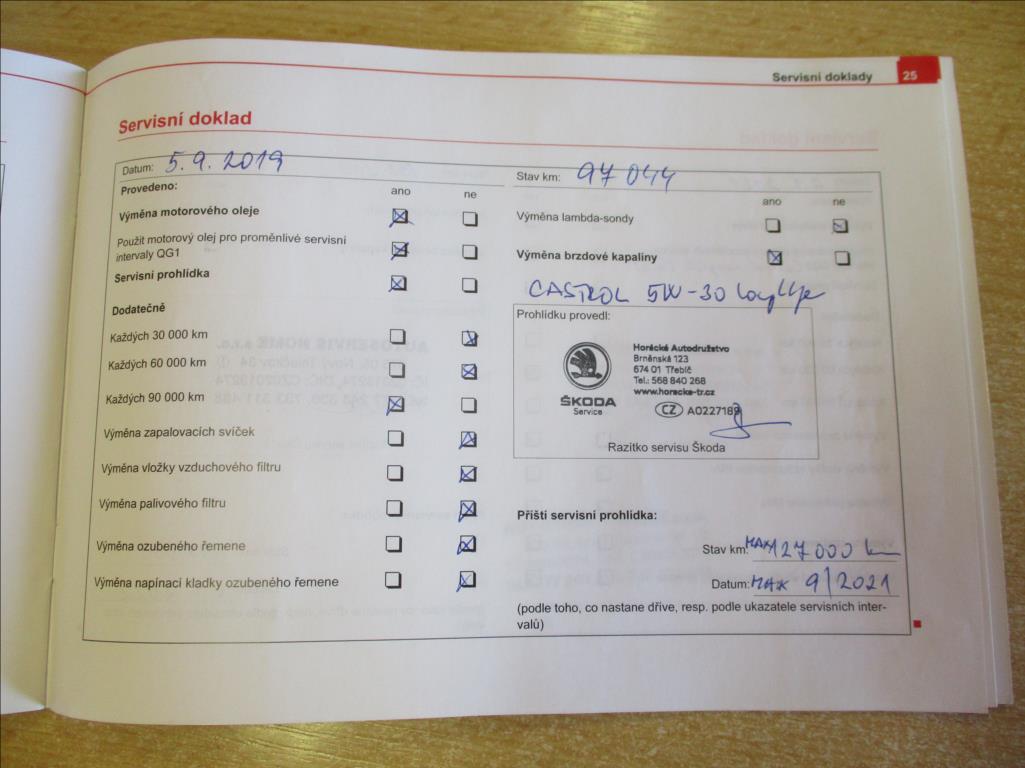 Servisní doklady 25
Servisní doklad
Datum: 5.9.2019
Provedeno:
ano ne
Výměna motorového oleje
Použit motorový olej pro proměnlivé servisní
intervaly QG1
Servisní prohlídka
Dodatečně
Každých 30 000 km
Každých 60 000 km
Každých 90 000 km
Výměna zapalovacích svíček
Výměna vložky vzduchového filtru
Výměna palivového filtru
Výměna ozubeného řemene
Výměna napínací kladky ozubeného řemene
Stav km: 97 044
ano ne
Výměna lambda-sondy
Výměna brzdové kapaliny
CASTROL 5W-30
Prohlídku provedl:
ŠKODA
Service
Horácké Autodružstvo
Brněnská 123
674 01 Třebíč
Tel.: 568 840 268
www.horacka-tr.cz
CZ A0227189
Razítko servisu Škoda
Příští servisní prohlídka:
Stav km: MAX 127 000 km
Datum: MAX 9/2021
(podle toho, co nastane dříve, resp. podle ukazatele servisních inter-
valů)